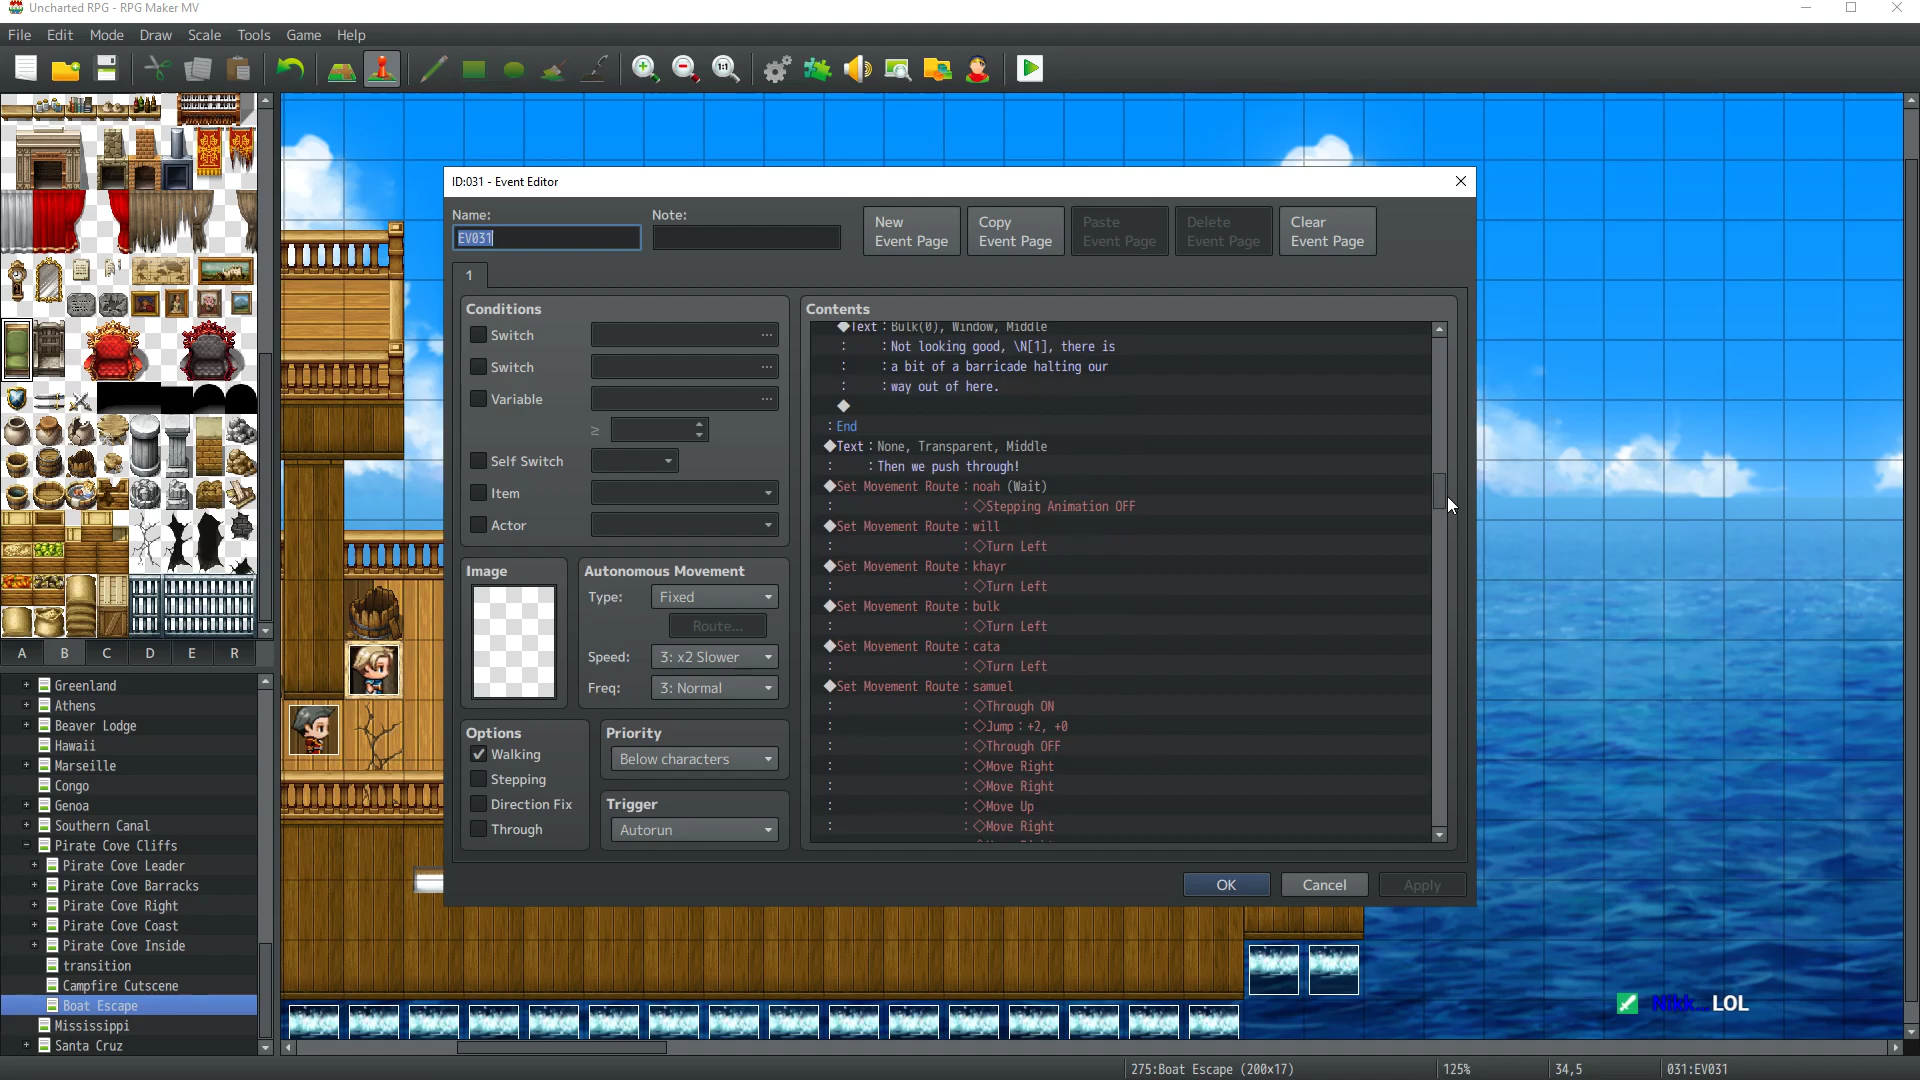 Uncharted RPG - RPG Maker MV
File Edit Mode Draw Scale Tools Game Help
1:1
ID:031 - Event Editor
Name: Note:
EV031
New Event Page
Copy Event Page
Paste Event Page
Delete Event Page
Clear Event Page
1
Conditions
Switch ...
Switch ...
Variable ...
≥
Self Switch
Item
Actor
Image
Autonomous Movement
Type: Fixed
Route...
Speed: 3: x2 Slower
Freq: 3: Normal
Options
Walking
Stepping
Direction Fix
Through
Priority
Below characters
Trigger
Autorun
Contents
◆Text：Bulk(0), Window, Middle
：　：Not looking good, \N[1], there is
：　：a bit of a barricade halting our
：　：way out of here.
◆
：End
◆Text：None, Transparent, Middle
：　：Then we push through!
◆Set Movement Route：noah (Wait)
：　：◇Stepping Animation OFF
◆Set Movement Route：will
：　：◇Turn Left
◆Set Movement Route：khayr
：　：◇Turn Left
◆Set Movement Route：bulk
：　：◇Turn Left
◆Set Movement Route：cata
：　：◇Turn Left
◆Set Movement Route：samuel
：　：◇Through ON
：　：◇Jump：+2, +0
：　：◇Through OFF
：　：◇Move Right
：　：◇Move Right
：　：◇Move Up
：　：◇Move Right
OK Cancel Apply
A B C D E R
Greenland
Athens
Beaver Lodge
Hawaii
Marseille
Congo
Genoa
Southern Canal
Pirate Cove Cliffs
Pirate Cove Leader
Pirate Cove Barracks
Pirate Cove Right
Pirate Cove Coast
Pirate Cove Inside
transition
Campfire Cutscene
Boat Escape
Mississippi
Santa Cruz
Nikk... LOL
275:Boat Escape (200x17) 125% 34,5 031:EV031